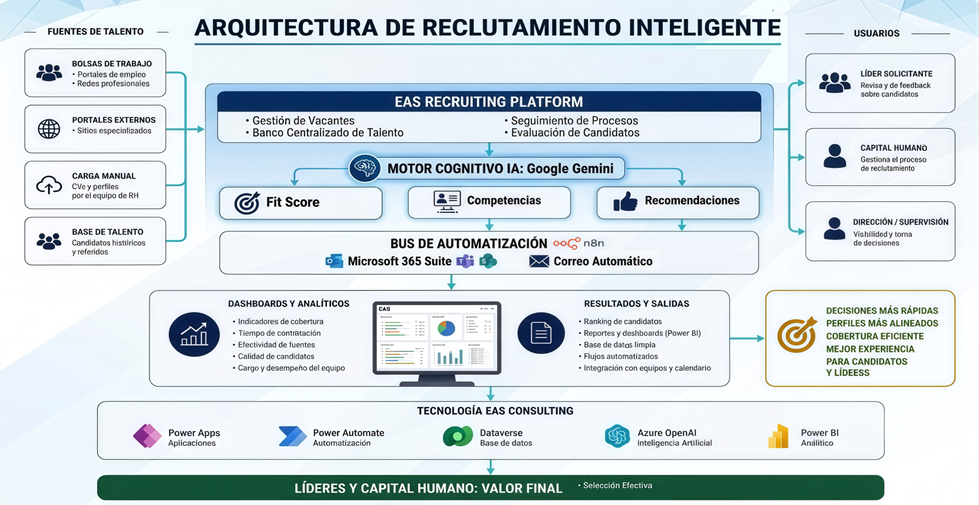 ARQUITECTURA DE RECLUTAMIENTO INTELIGENTE
FUENTES DE TALENTO
BOLSAS DE TRABAJO
• Portales de empleo
• Redes profesionales
PORTALES EXTERNOS
• Sitios especializados
CARGA MANUAL
CVe y perfiles
por el equipo de RH
BASE DE TALENTO
Candidatos histíricos
y referidos
EAS RECRUITING PLATFORM
• Gestión de Vacantes
• Banco Centralizado de Talento
• Seguimiento de Procesos
• Evaluación de Candidatos
MOTOR COGNITIVO IA: Google Gemini
Fit Score
Competencias
Recomendaciones
BUS DE AUTOMATIZACIÓN
n8n
Microsoft 365 Suite
Correo Automático
USUARIOS
LÍDER SOLICITANTE
Revisa y de feedback
sobre candidatos
CAPITAL HUMANO
Gestiona el proceso
de reclutamiento
DIRECCIÓN / SUPERVISIÓN
Vishilidad y torna
de decisiones
DASHBOARDS Y ANALÍTICOS
• Indicadores de cobertura
• Tiempo de contratación
• Efectividad de fuentes
• Calidad de candidatos
• Cargo y desempeño del equipo
CAS
RESULTADOS Y SALIDAS
• Ranking de candidatos
• Reportes y dashboards (Power BI)
• Base de datos limpia
• Flujos automatizados
• Integración con equipos y calendario
DECISIONES MÁS RÁPIDAS
PERFILES MÁS ALINEADOS
COBERTURA EFICIENTE
MEJOR EXPERIENCIA
PARA CANDIDATOS
Y LÍDEESS
TECNOLOGÍA EAS CONSULTING
Power Apps
Aplicaciones
Power Automate
Automatización
Dataverse
Base de datos
Azure OpenAI
inteligencia Artificial
Power BI
Análítico
LÍDERES Y CAPITAL HUMANO: VALOR FINAL
• Selección Efectiva